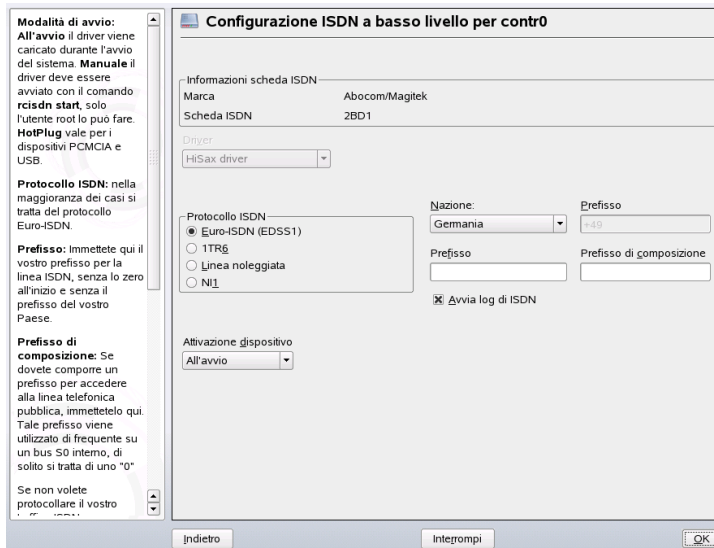 Modalità di avvio:
All'avvio il driver viene
caricato durante l'avvio
del sistema. Manuale il
driver deve essere
avviato con il comando
rcisdn start, solo
l'utente root lo può fare.
HotPlug vale per i
dispositivi PCMCIA e
USB.
Protocollo ISDN: nella
maggioranza dei casi si
tratta del protocollo
Euro-ISDN.
Prefisso: Immettete qui il
vostro prefisso per la
linea ISDN, senza lo zero
all'inizio e senza il
prefisso del vostro
Paese.
Prefisso di
composizione: Se
dovete comporre un
prefisso per accedere
alla linea telefonica
pubblica, immettetelo qui.
Tale prefisso viene
utilizzato di frequente su
un bus S0 interno, di
solito si tratta di uno "0"
Se non volete
protocollare il vostro
Configurazione ISDN a basso livello per contr0
Informazioni scheda ISDN
Marca Abocom/Magitek
Scheda ISDN 2BD1
Driver
HiSax driver
Protocollo ISDN
Euro-ISDN (EDSS1)
1TR6
Linea noleggiata
NI1
Nazione: Prefisso
Germania +49
Prefisso Prefisso di composizione
Avvia log di ISDN
Attivazione dispositivo
All'avvio
Indietro Interrompi OK